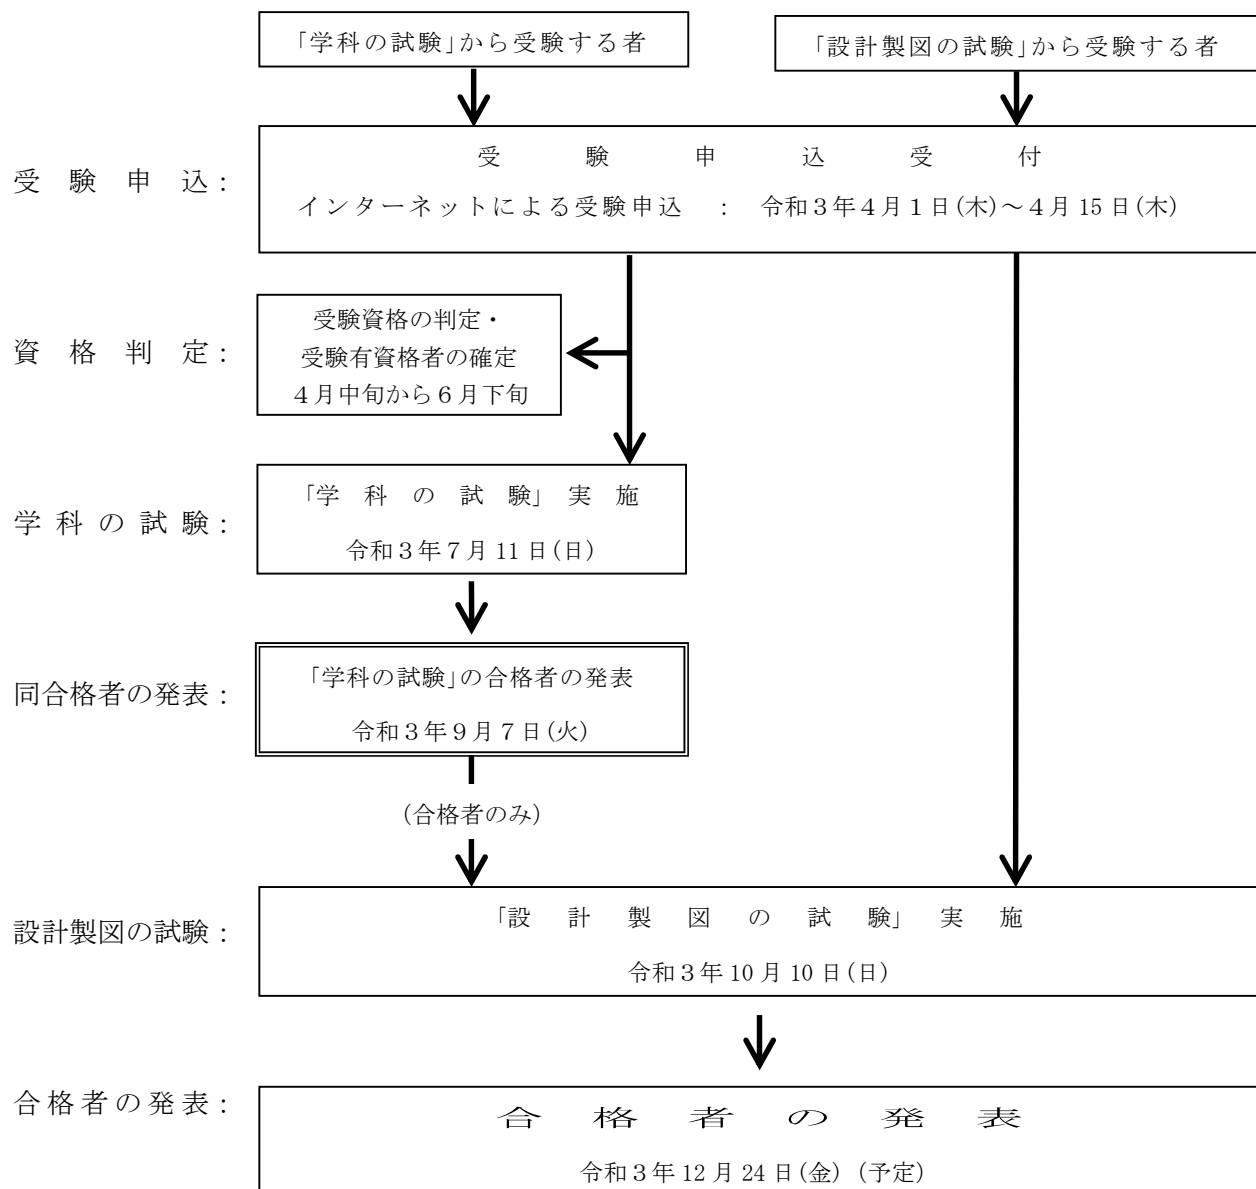 「学科の試験」から受験する者
「設計製図の試験」から受験する者
受験申込：
受験申込受付
インターネットによる受験申込 ： 令和３年４月１日(木)～４月15日(木)
資格判定：
受験資格の判定・
受験有資格者の確定
４月中旬から６月下旬
学科の試験：
「学科の試験」実施
令和３年７月11日(日)
同合格者の発表：
「学科の試験」の合格者の発表
令和３年９月７日(火)
(合格者のみ)
設計製図の試験：
「設計製図の試験」実施
令和３年10月10日(日)
合格者の発表：
合格者の発表
令和３年12月24日(金) (予定)